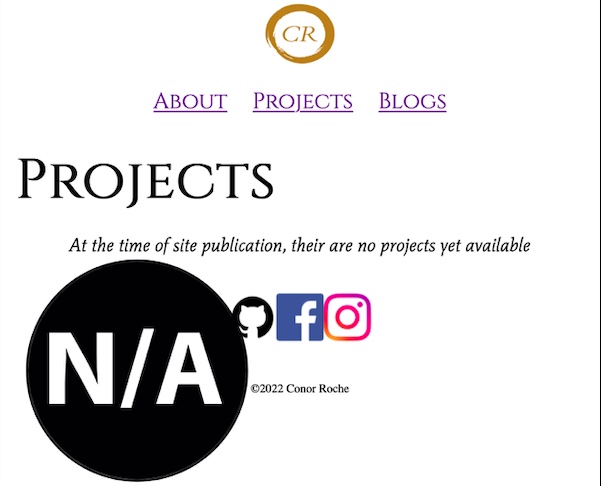 CR
About Projects Blogs
Projects
At the time of site publication, their are no projects yet available
N/A
©2022 Conor Roche